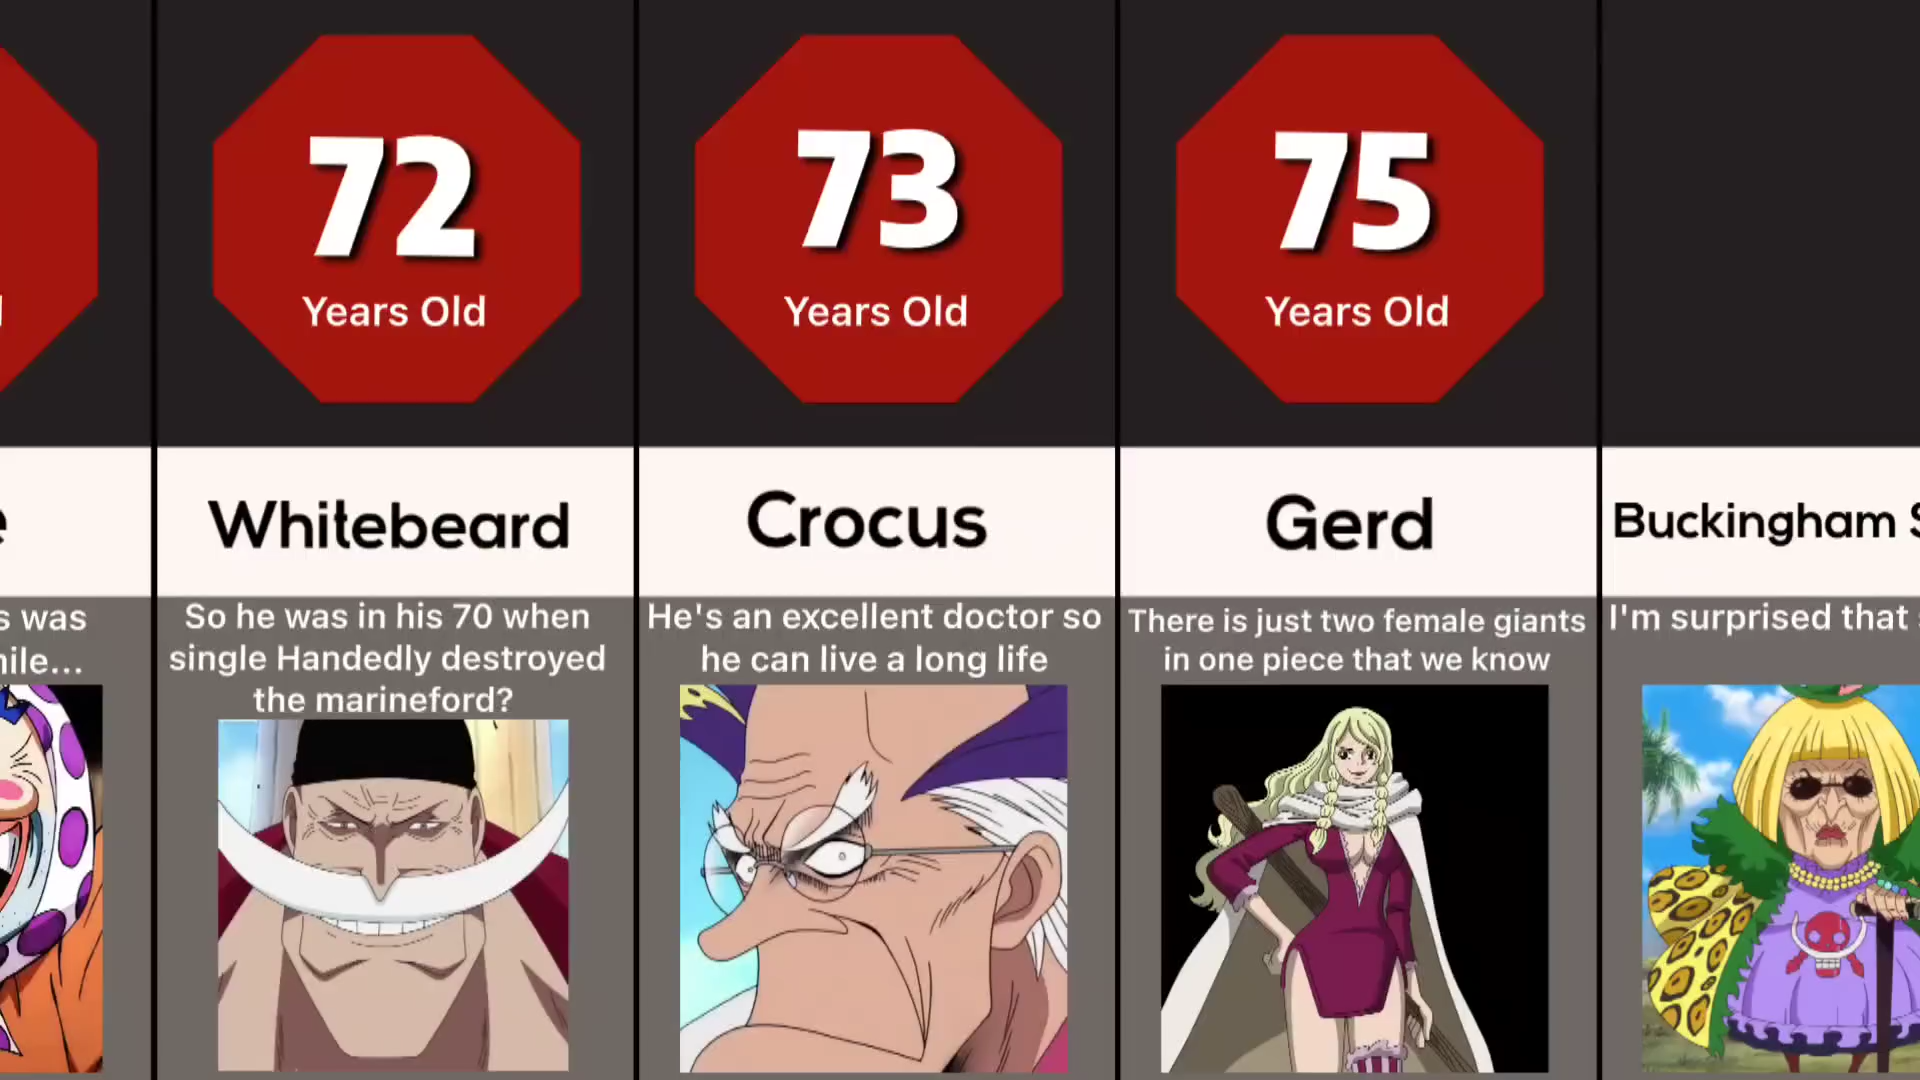 72
Years Old
Whitebeard
So he was in his 70 when
single Handedly destroyed
the marineford?
73
Years Old
Crocus
He's an excellent doctor so
he can live a long life
75
Years Old
Gerd
There is just two female giants
in one piece that we know
Buckingham
I'm surprised that
was